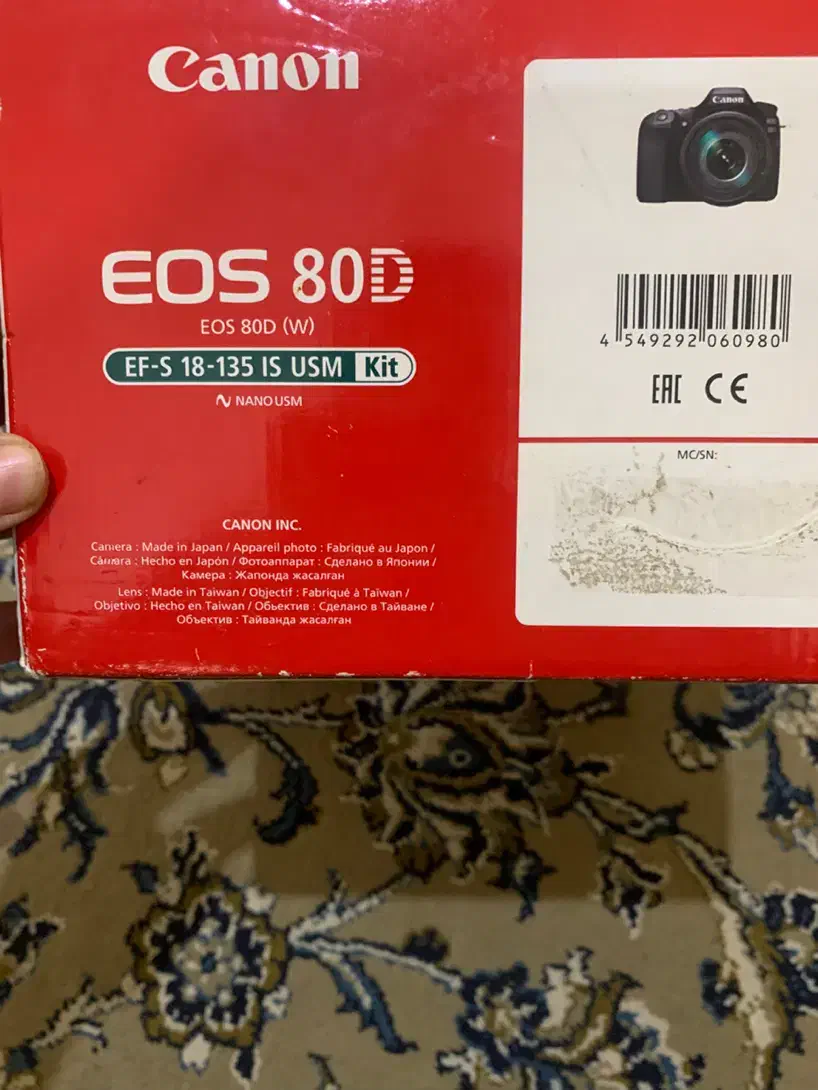 Canon
EOS 80D
EOS 80D (W)
EF-S 18-135 IS USM Kit
NANO USM
CANON INC.
Camera : Made in Japan / Appareil photo : Fabriqué au Japon /
Cámara : Hecho en Japón / Фотоаппарат : Сделано в Японии /
Камера : Жапонда жасалған
Lens : Made in Taiwan / Objectif : Fabriqué à Taïwan /
Objetivo : Hecho en Taiwan / Объектив : Сделано в Тайване /
Объектив : Тайванда жасалған
Canon
4 549292 060980
EAC CE
MC/SN: